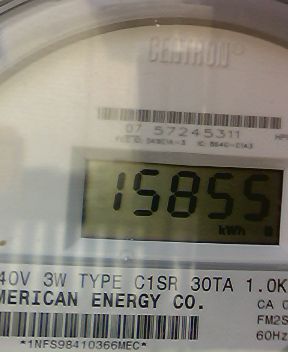 CENTRON®
07 57245311
15855
kWh
40V 3W TYPE C1SR 30TA 1.0K
MERICAN ENERGY CO.
CA 0
FM2S
60Hz
*1NFS98410366MEC*